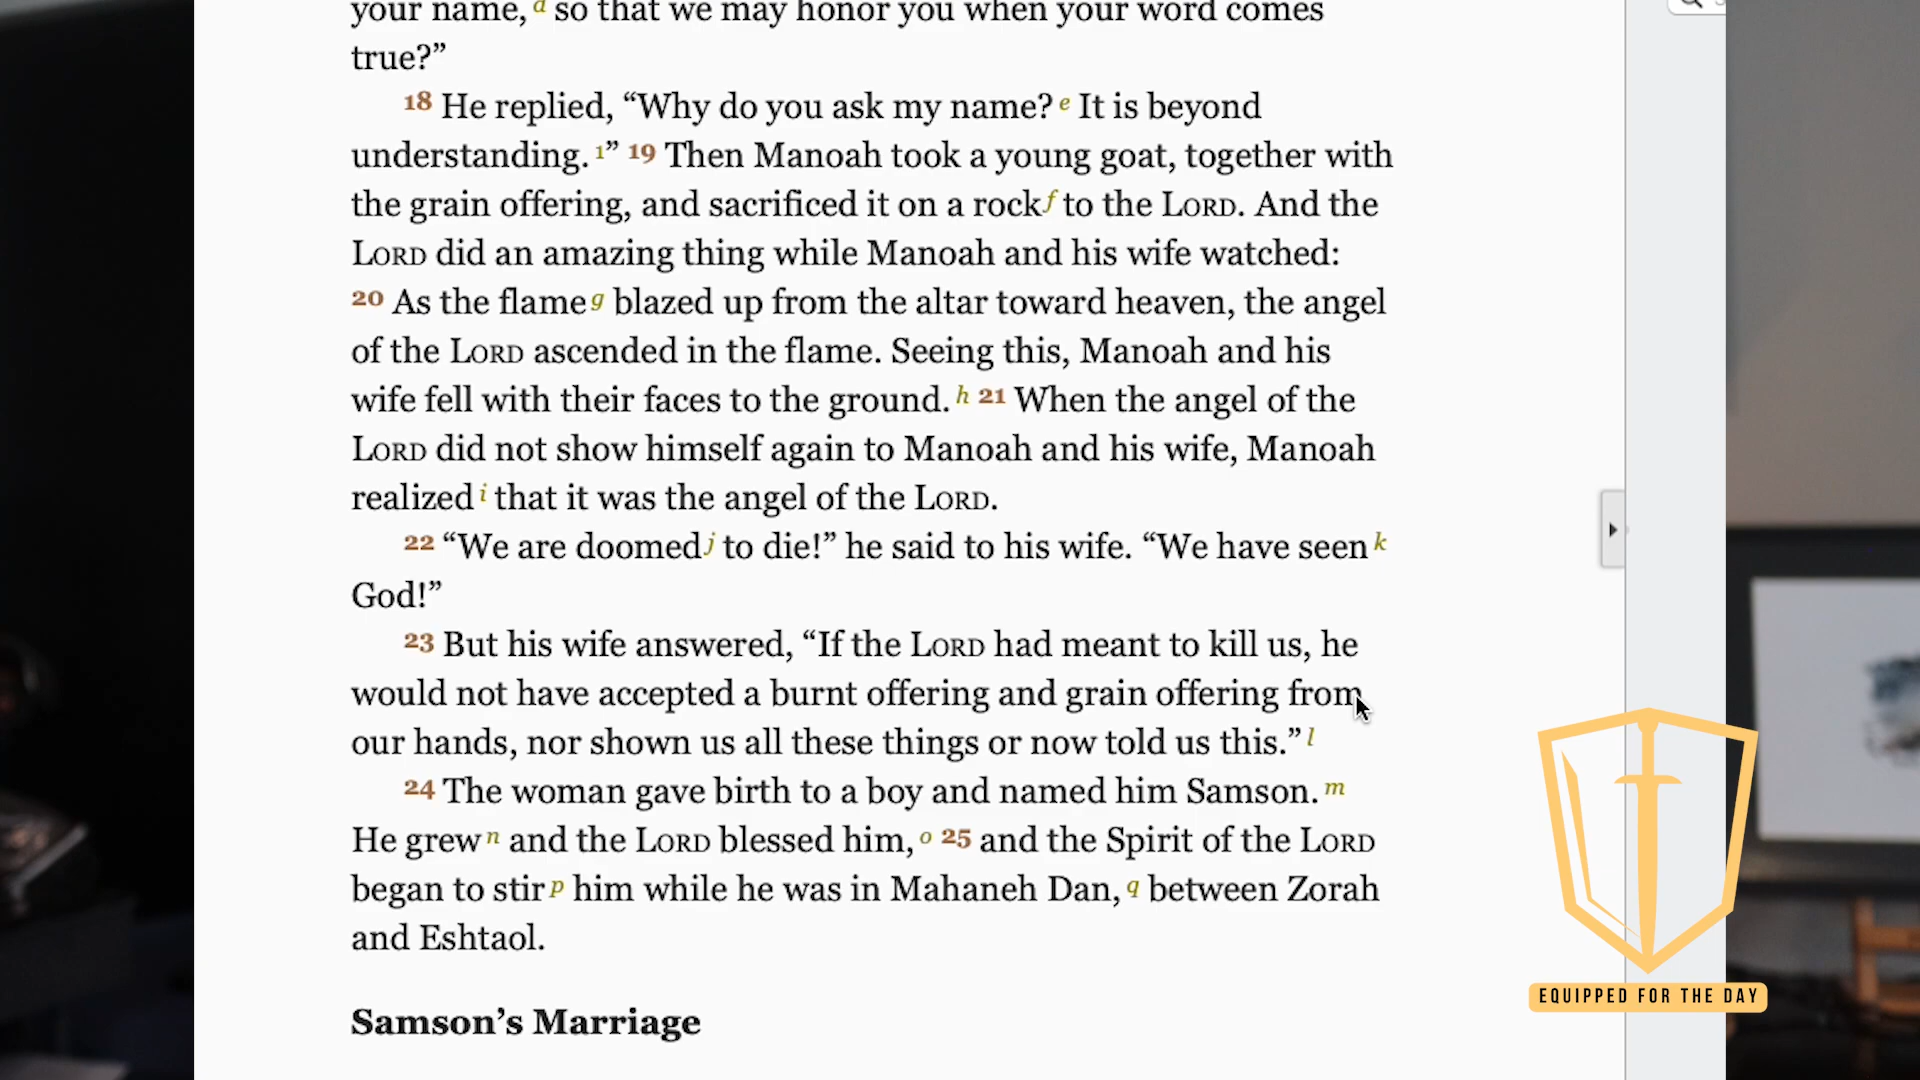 your name, d so that we may honor you when your word comes
true?”
18 He replied, “Why do you ask my name? e It is beyond
understanding. 1” 19 Then Manoah took a young goat, together with
the grain offering, and sacrificed it on a rock f to the LORD. And the
LORD did an amazing thing while Manoah and his wife watched:
20 As the flame g blazed up from the altar toward heaven, the angel
of the LORD ascended in the flame. Seeing this, Manoah and his
wife fell with their faces to the ground. h 21 When the angel of the
LORD did not show himself again to Manoah and his wife, Manoah
realized i that it was the angel of the LORD.
22 “We are doomed j to die!” he said to his wife. “We have seen k
God!”
23 But his wife answered, “If the LORD had meant to kill us, he
would not have accepted a burnt offering and grain offering from
our hands, nor shown us all these things or now told us this.” l
24 The woman gave birth to a boy and named him Samson. m
He grew n and the LORD blessed him, o 25 and the Spirit of the LORD
began to stir p him while he was in Mahaneh Dan, q between Zorah
and Eshtaol.
Samson’s Marriage
EQUIPPED FOR THE DAY